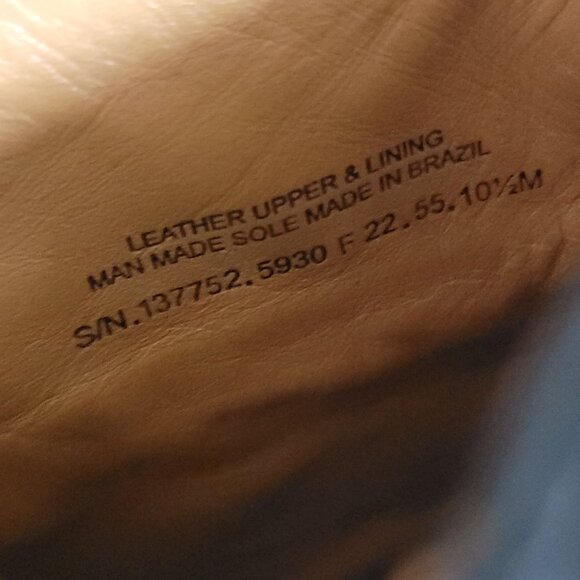 LEATHER UPPER & LINING
MAN MADE SOLE MADE IN BRAZIL
S/N.137752.5930 F 22.55.10½M